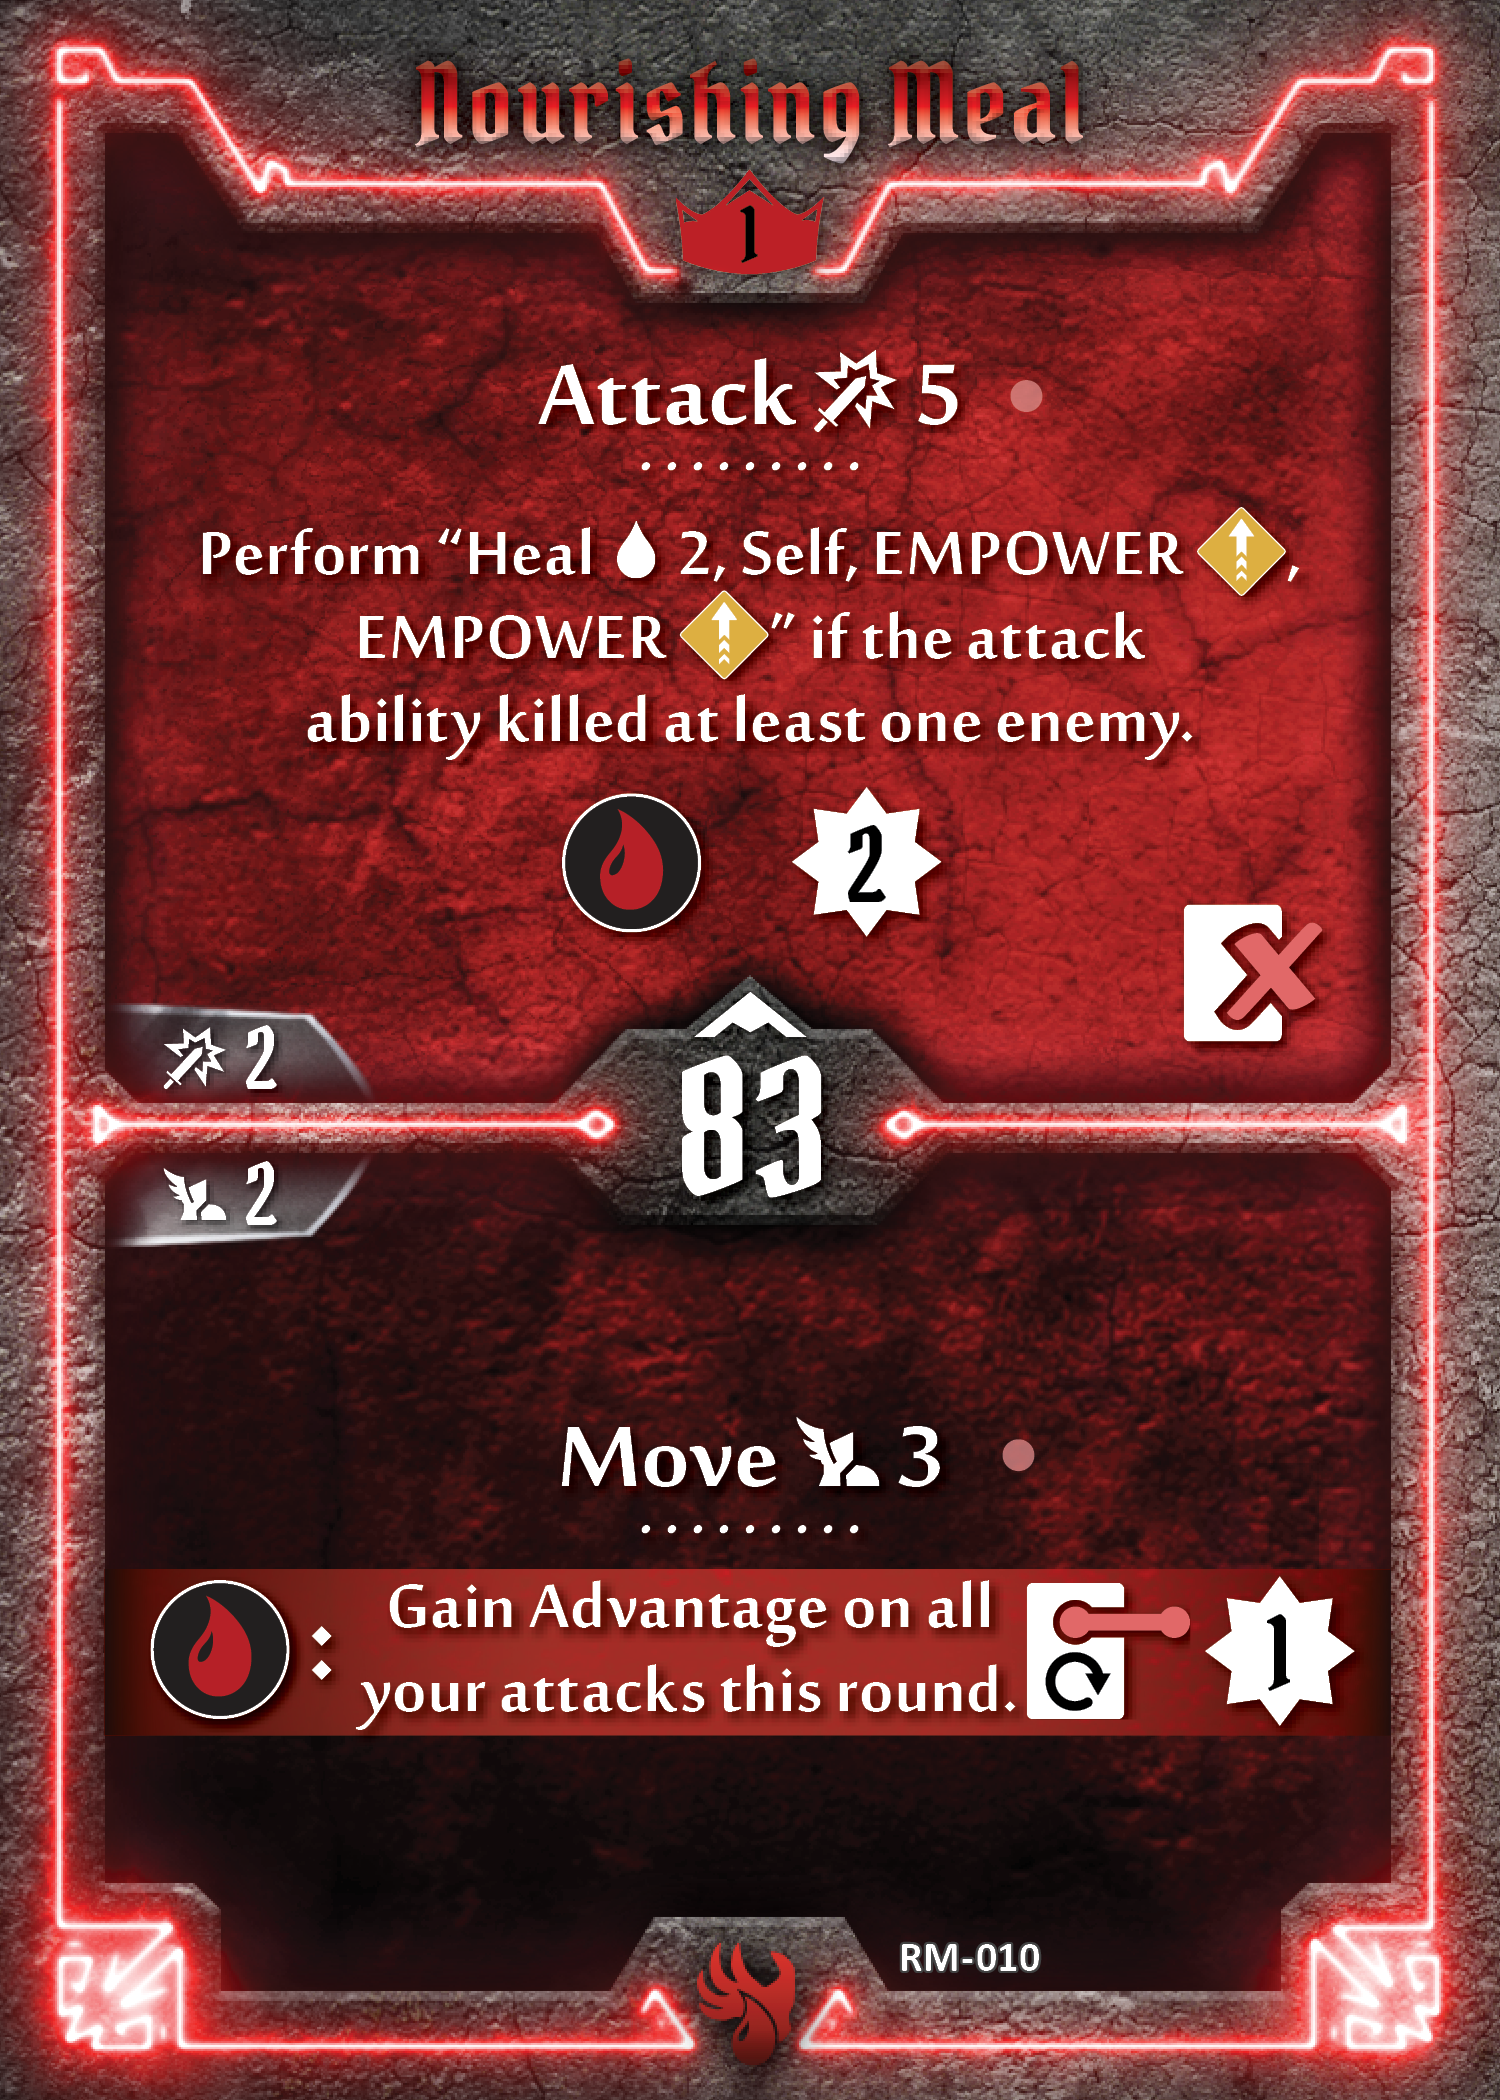 Nourishing Meal
1
Attack 5
Perform “Heal 2, Self, EMPOWER ,
EMPOWER ” if the attack
ability killed at least one enemy.
2
2
83
2
Move 3
: Gain Advantage on all
your attacks this round.
1
RM-010